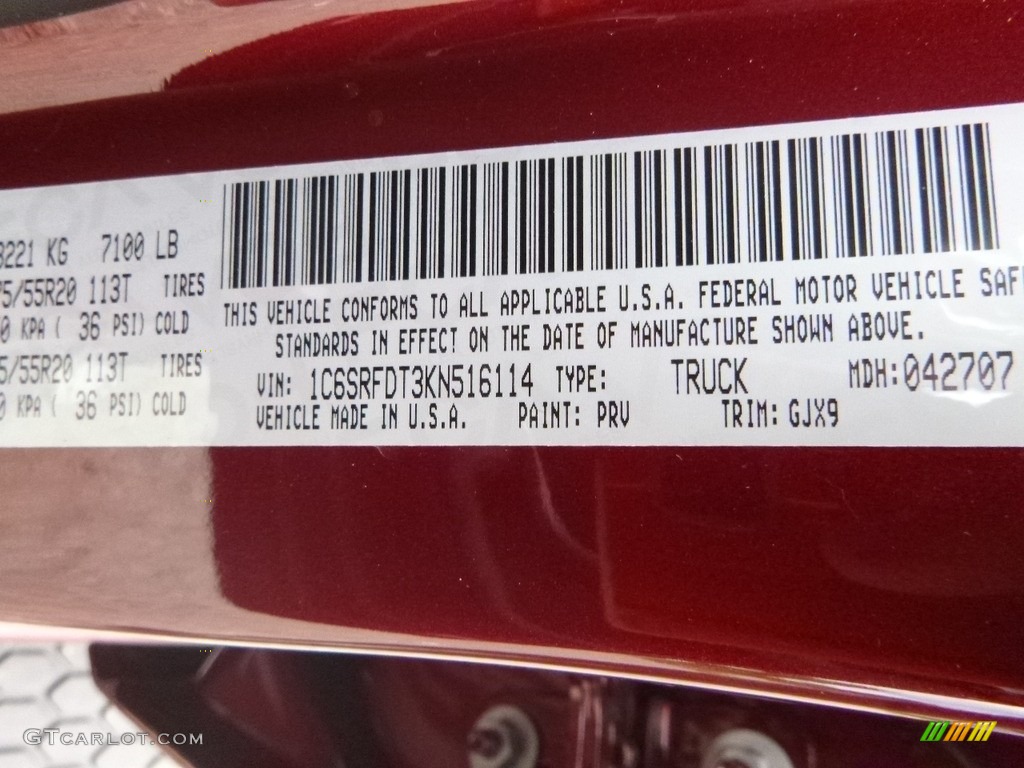 3221 KG 7100 LB
75/55R20 113T TIRES
0 KPA ( 36 PSI) COLD
75/55R20 113T TIRES
0 KPA ( 36 PSI) COLD
THIS VEHICLE CONFORMS TO ALL APPLICABLE U.S.A. FEDERAL MOTOR VEHICLE SAF
STANDARDS IN EFFECT ON THE DATE OF MANUFACTURE SHOWN ABOVE.
VIN: 1C6SRFDT3KN516114 TYPE: TRUCK MDH:042707
VEHICLE MADE IN U.S.A. PAINT: PRV TRIM: GJX9
GTCARLOT.COM